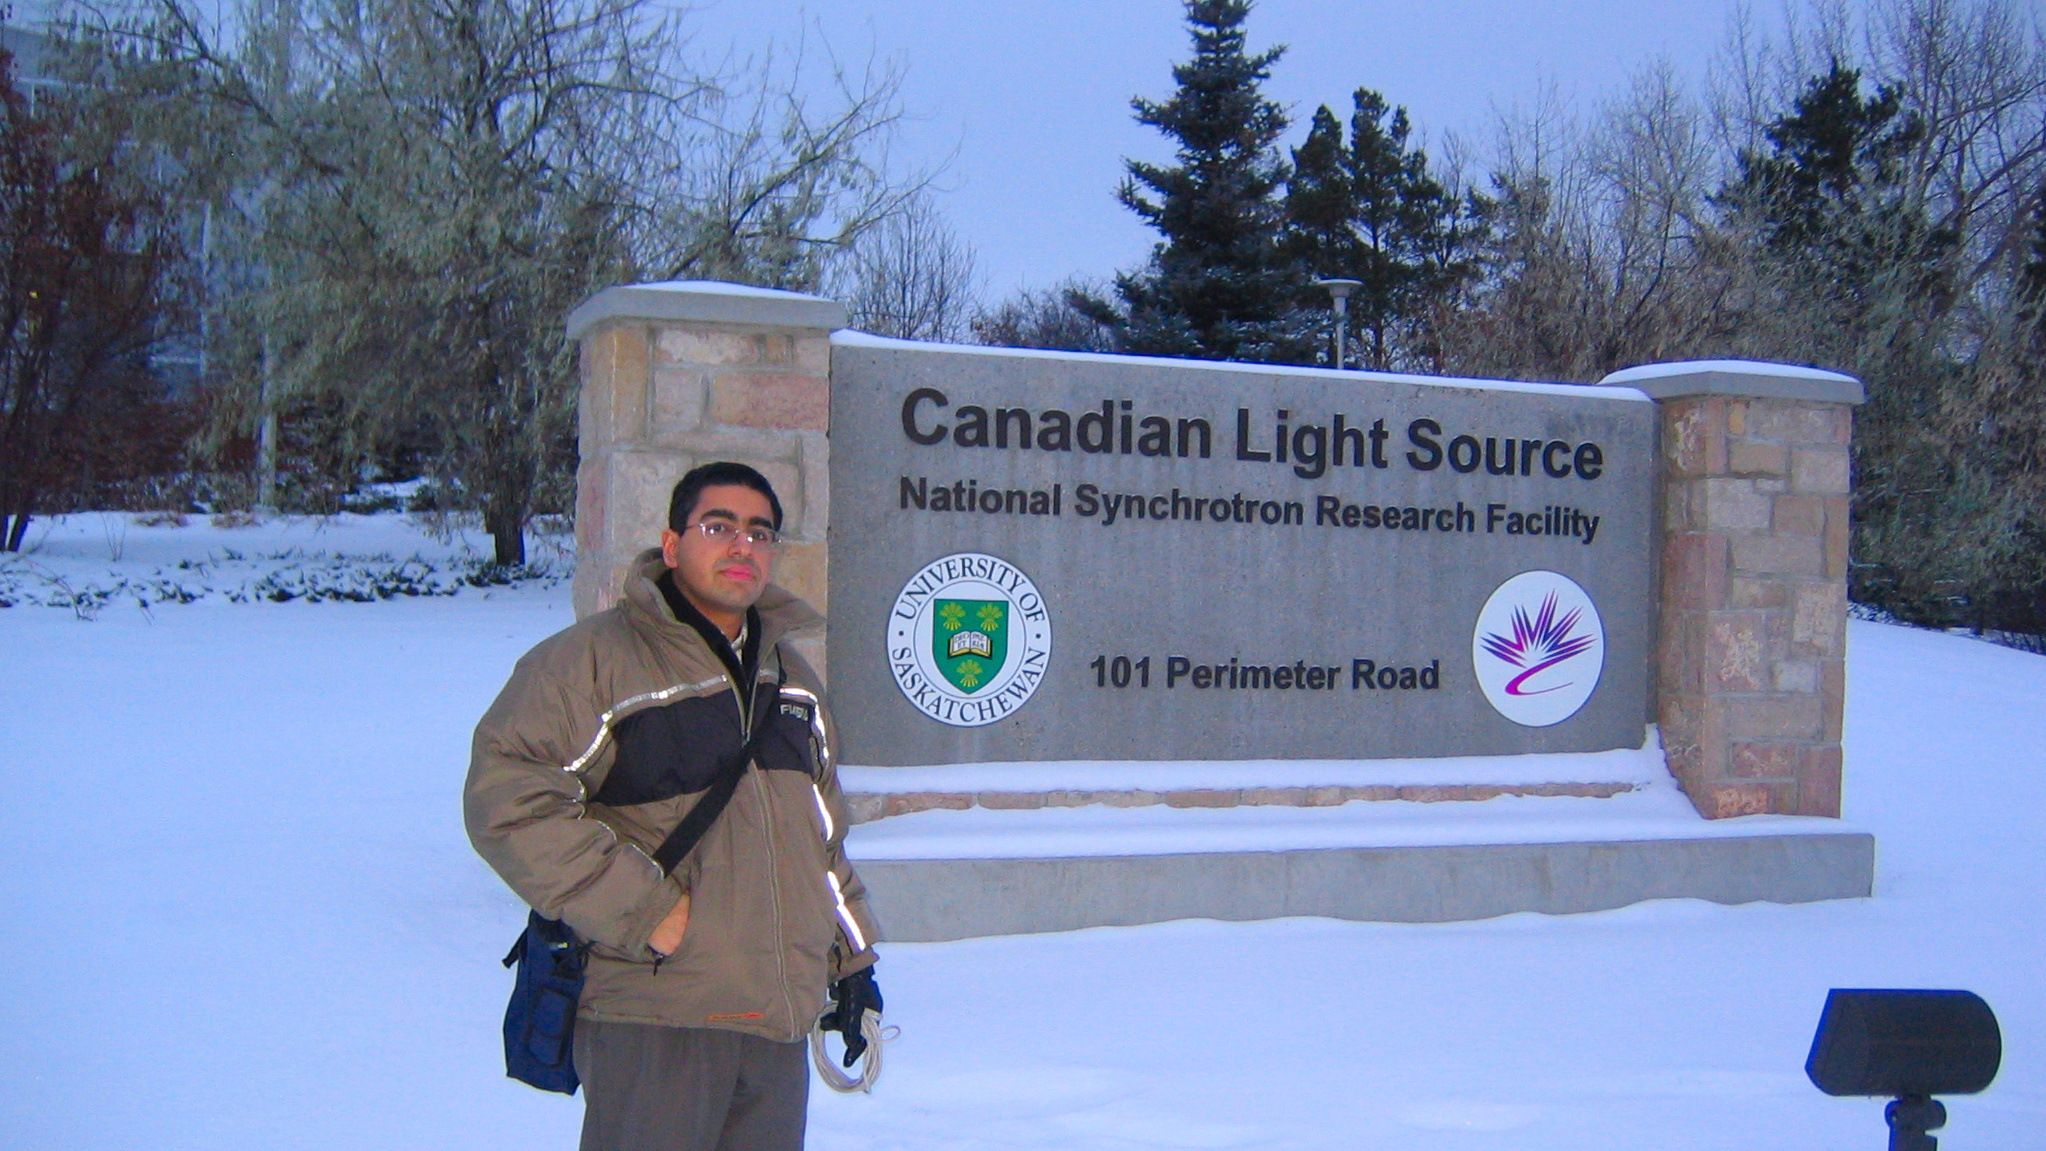 Canadian Light Source
National Synchrotron Research Facility
UNIVERSITY OF
SASKATCHEWAN
101 Perimeter Road